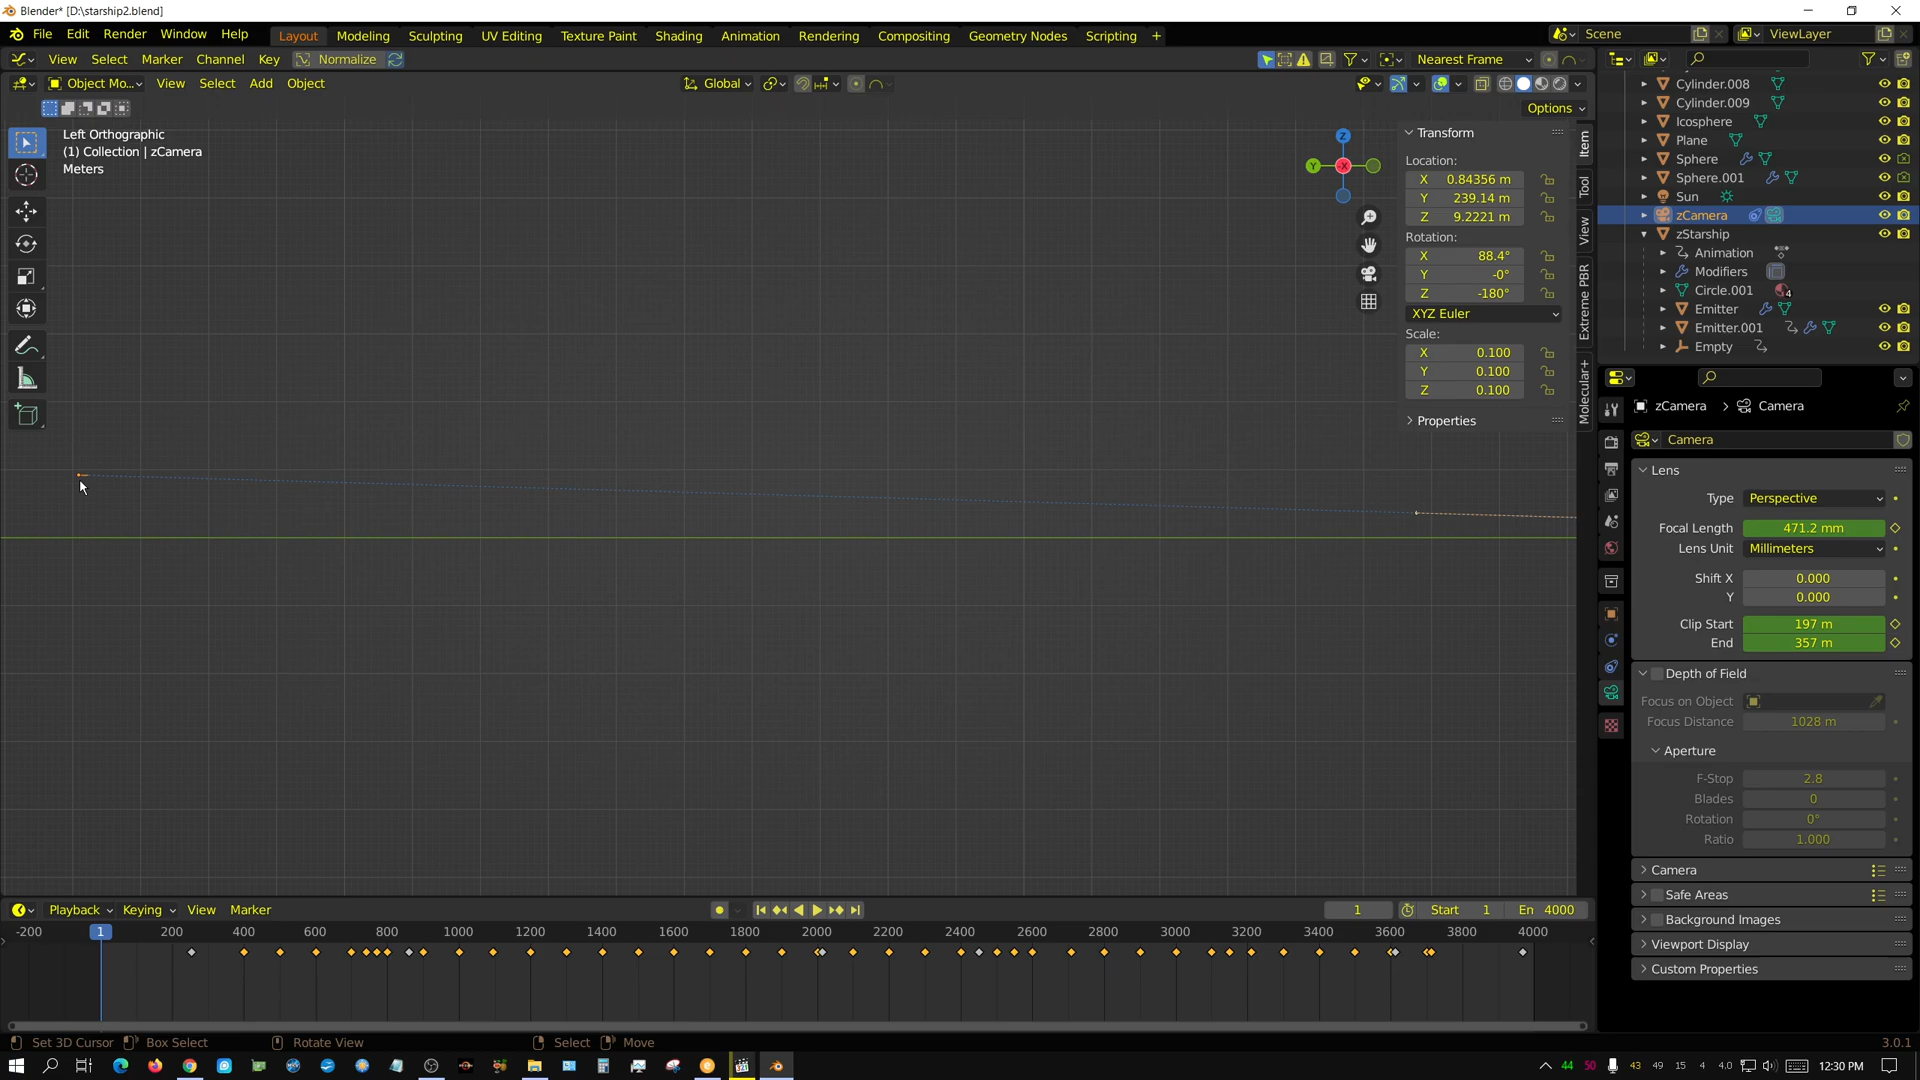 Blender* [D:\starship2.blend]
File Edit Render Window Help Layout Modeling Sculpting UV Editing Texture Paint Shading Animation Rendering Compositing Geometry Nodes Scripting + Scene ViewLayer
View Select Marker Channel Key Normalize Nearest Frame
Object Mo... View Select Add Object Global
Options
Left Orthographic
(1) Collection | zCamera
Meters
Z
Y
-X
Transform
Location:
X 0.84356 m
Y 239.14 m
Z 9.2221 m
Rotation:
X 88.4°
Y -0°
Z -180°
XYZ Euler
Scale:
X 0.100
Y 0.100
Z 0.100
Properties
Item
Tool
View
Extreme PBR
Molecular+
Cylinder.008
Cylinder.009
Icosphere
Plane
Sphere
Sphere.001
Sun
zCamera
zStarship
Animation
Modifiers
Circle.001 4
Emitter
Emitter.001
Empty
zCamera > Camera
Camera
Lens
Type Perspective
Focal Length 471.2 mm
Lens Unit Millimeters
Shift X 0.000
Y 0.000
Clip Start 197 m
End 357 m
Depth of Field
Focus on Object
Focus Distance 1028 m
Aperture
F-Stop 2.8
Blades 0
Rotation 0°
Ratio 1.000
Camera
Safe Areas
Background Images
Viewport Display
Custom Properties
Playback Keying View Marker 1 Start 1 En 4000
-200 1 200 400 600 800 1000 1200 1400 1600 1800 2000 2200 2400 2600 2800 3000 3200 3400 3600 3800 4000
Set 3D Cursor Box Select Rotate View Select Move 3.0.1
44 50 43 49 15 4 4.0 12:30 PM